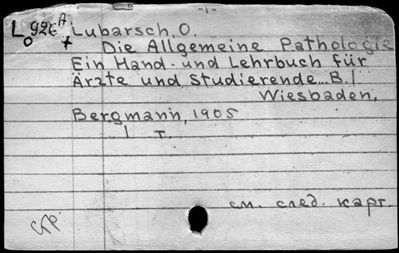 -1-
L 926 A Lubarsch, O.
Die Allgemeine Pathologie
Ein Hand- und Lehrbuch für
Ärzte und Studierende... B. I
Wiesbaden,
Bergmann, 1905
1 т.
см. след. карт.